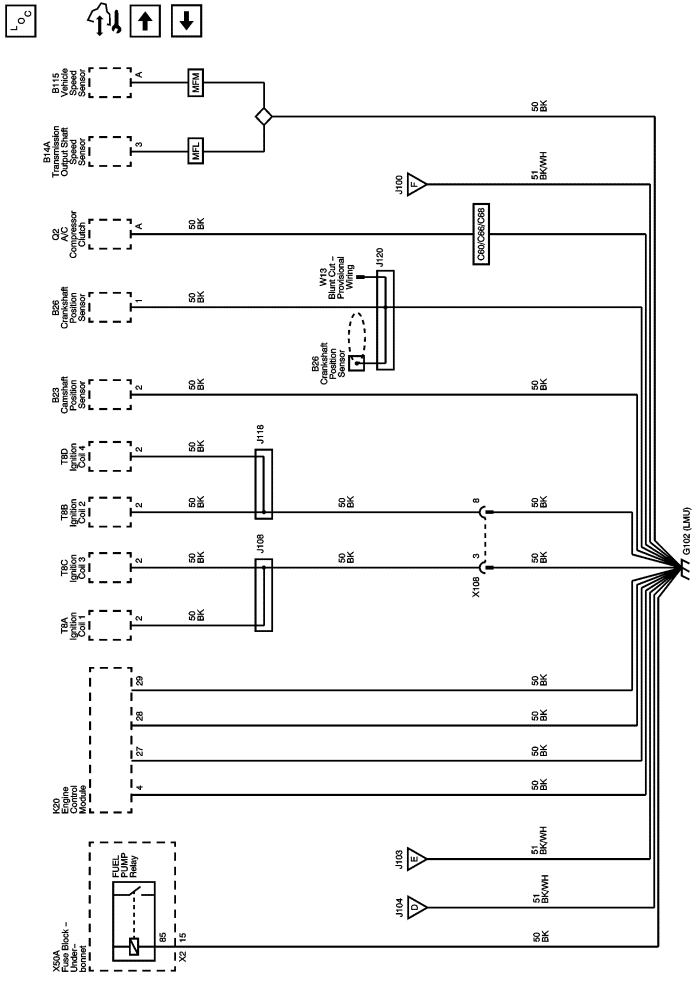 LOC
B115
Vehicle
Speed
Sensor
A
MFM
B14A
Transmission
Output Shaft
Speed
Sensor
3
MFL
50
BK
J100
F
51
BK/WH
Q2
A/C
Compressor
Clutch
A
50
BK
C60/C66/C68
W13
Blunt Cut –
Provisional
Wiring
J120
B26
Crankshaft
Position
Sensor
1
50
BK
B26
Crankshaft
Position
Sensor
B23
Camshaft
Position
Sensor
2
50
BK
50
BK
T8D
Ignition
Coil 4
2
50
BK
J118
T8B
Ignition
Coil 2
2
50
BK
50
BK
8
50
BK
T8C
Ignition
Coil 3
2
50
BK
J108
50
BK
3
X108
50
BK
G102 (LMU)
T8A
Ignition
Coil 1
2
50
BK
K20
Engine
Control
Module
29
50
BK
28
50
BK
27
50
BK
4
50
BK
J103
E
51
BK/WH
J104
D
51
BK/WH
X50A
Fuse Block –
Under–
bonnet
FUEL
PUMP
Relay
85
15
X2
50
BK